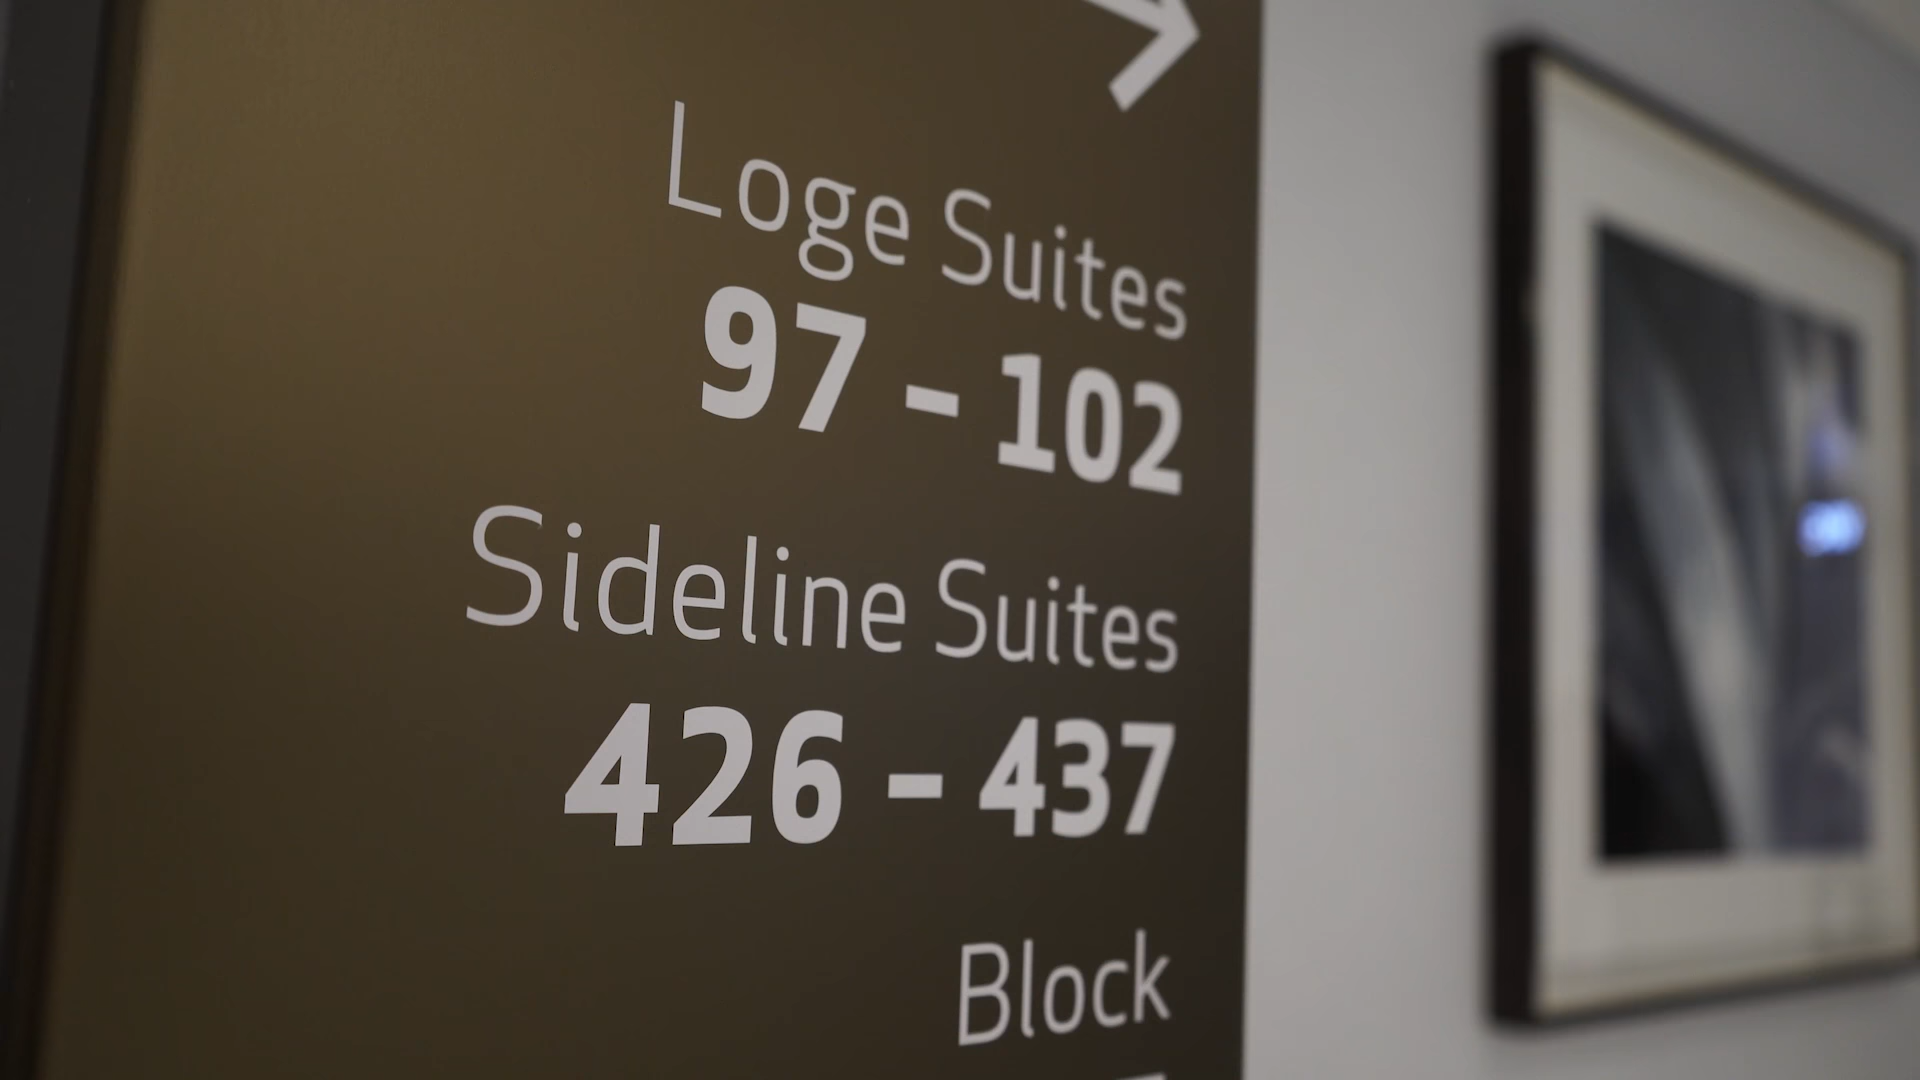 Loge Suites
97 - 102
Sideline Suites
426 - 437
Block